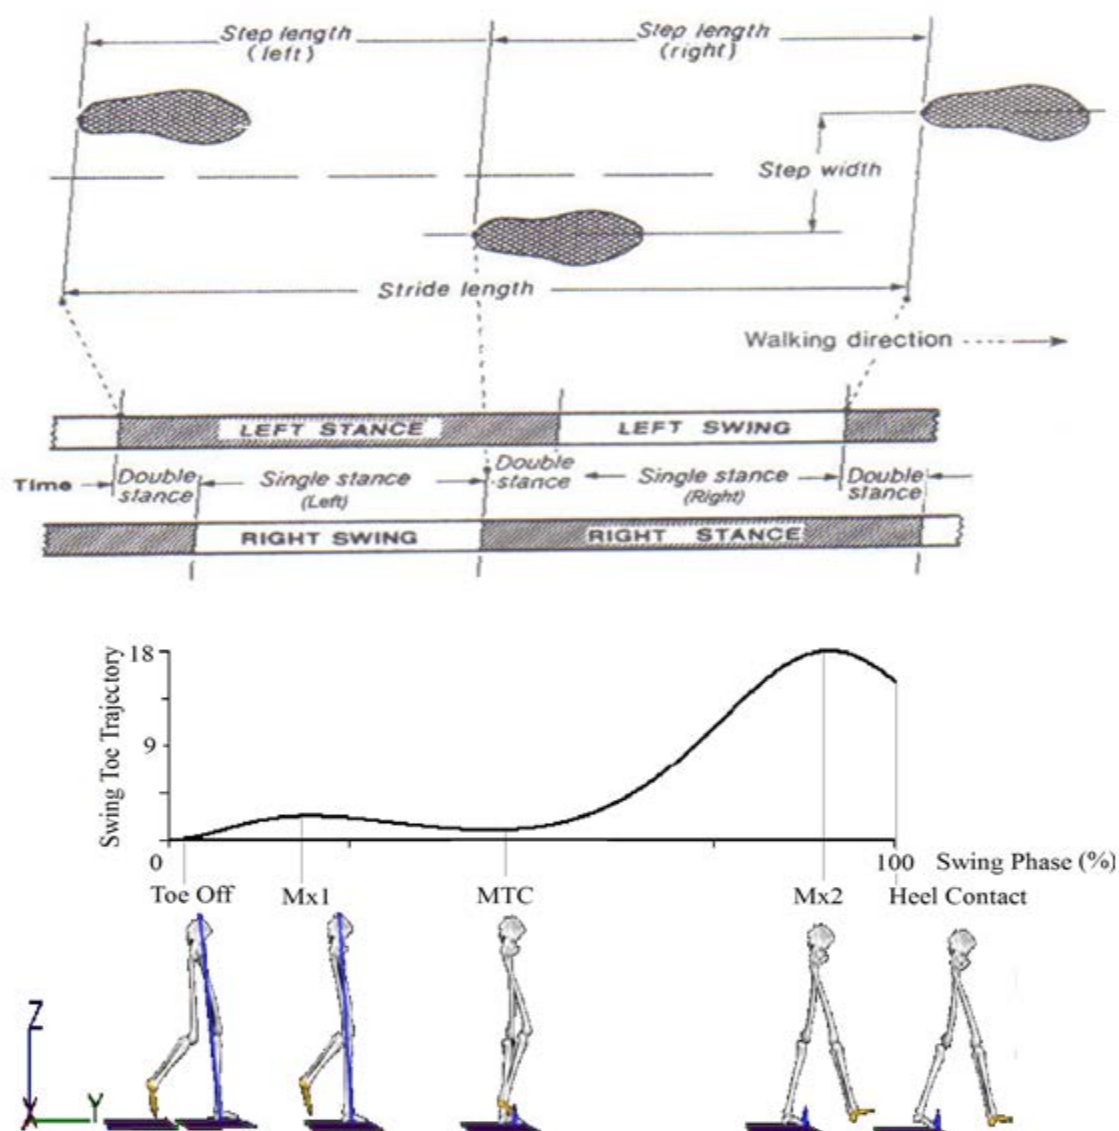 Step length
(left)
Step length
(right)
Step width
Stride length
Walking direction
LEFT STANCE
LEFT SWING
Time
Double
stance
Single stance
(Left)
Double
stance
Single stance
(Right)
Double
stance
RIGHT SWING
RIGHT STANCE
Swing Toe Trajectory
18
9
0
100
Swing Phase (%)
Toe Off
Mx1
MTC
Mx2
Heel Contact
Z
X
Y